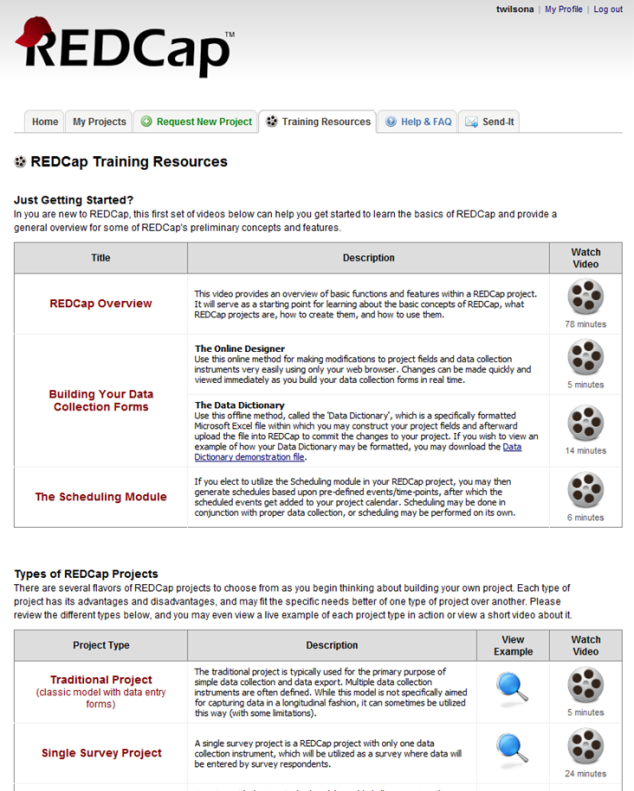 twilsona | My Profile | Log out
REDCap™
Home
My Projects
Request New Project
Training Resources
Help & FAQ
Send-It
REDCap Training Resources
Just Getting Started?
In you are new to REDCap, this first set of videos below can help you get started to learn the basics of REDCap and provide a
general overview for some of REDCap's preliminary concepts and features.
Title
Description
Watch
Video
REDCap Overview
This video provides an overview of basic functions and features within a REDCap project.
It will serve as a starting point for learning about the basic concepts of REDCap, what
REDCap projects are, how to create them, and how to use them.
78 minutes
Building Your Data
Collection Forms
The Online Designer
Use this online method for making modifications to project fields and data collection
instruments very easily using only your web browser. Changes can be made quickly and
viewed immediately as you build your data collection forms in real time.
5 minutes
The Data Dictionary
Use this offline method, called the 'Data Dictionary', which is a specifically formatted
Microsoft Excel file within which you may construct your project fields and afterward
upload the file into REDCap to commit the changes to your project. If you wish to view an
example of how your Data Dictionary may be formatted, you may download the Data
Dictionary demonstration file.
14 minutes
The Scheduling Module
If you elect to utilize the Scheduling module in your REDCap project, you may then
generate schedules based upon pre-defined events/time-points, after which the
scheduled events get added to your project calendar. Scheduling may be done in
conjunction with proper data collection, or scheduling may be performed on its own.
6 minutes
Types of REDCap Projects
There are several flavors of REDCap projects to choose from as you begin thinking about building your own project. Each type of
project has its advantages and disadvantages, and may fit the specific needs better of one type of project over another. Please
review the different types below, and you may even view a live example of each project type in action or view a short video about it.
Project Type
Description
View
Example
Watch
Video
Traditional Project
(classic model with data entry
forms)
The traditional project is typically used for the primary purpose of
simple data collection and data export. Multiple data collection
instruments are often defined. While this model is not specifically aimed
for capturing data in a longitudinal fashion, it can sometimes be utilized
this way (with some limitations).
5 minutes
Single Survey Project
A single survey project is a REDCap project with only one data
collection instrument, which will be utilized as a survey where data will
be entered by survey respondents.
24 minutes